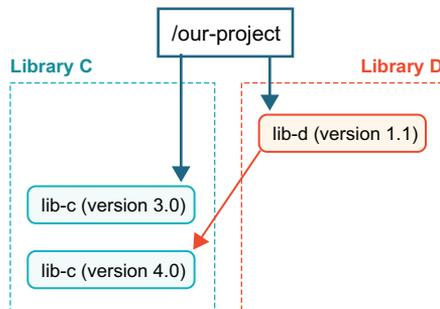 /our-project
Library C
Library D
lib-d (version 1.1)
lib-c (version 3.0)
lib-c (version 4.0)